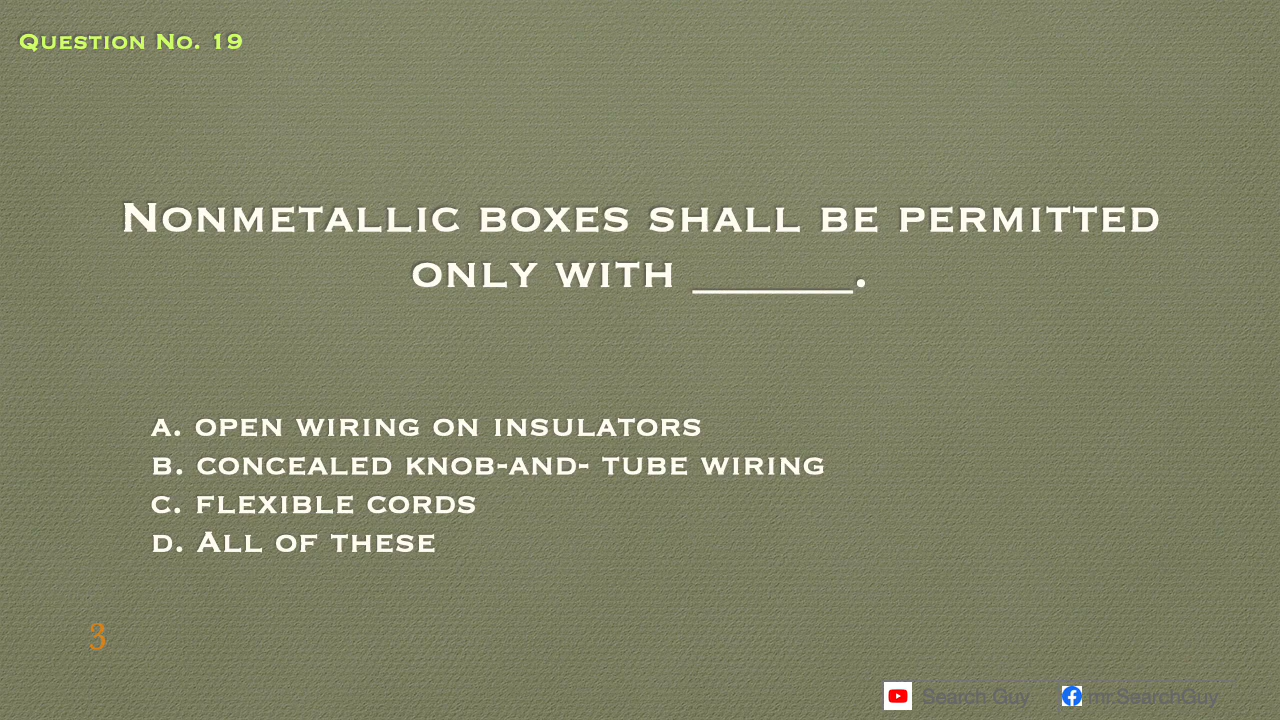 Question No. 19
Nonmetallic boxes shall be permitted
only with ______.
a. open wiring on insulators
b. concealed knob-and- tube wiring
c. flexible cords
d. All of these
3
Search Guy mr.SearchGuy